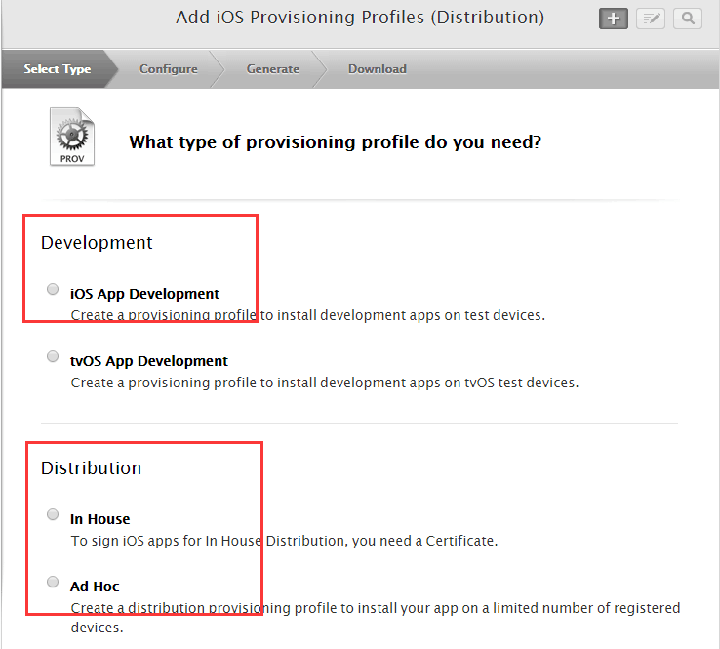 Add iOS Provisioning Profiles (Distribution)
Select Type
Configure
Generate
Download
PROV
What type of provisioning profile do you need?
Development
iOS App Development
Create a provisioning profile to install development apps on test devices.
tvOS App Development
Create a provisioning profile to install development apps on tvOS test devices.
Distribution
In House
To sign iOS apps for In House Distribution, you need a Certificate.
Ad Hoc
Create a distribution provisioning profile to install your app on a limited number of registered
devices.